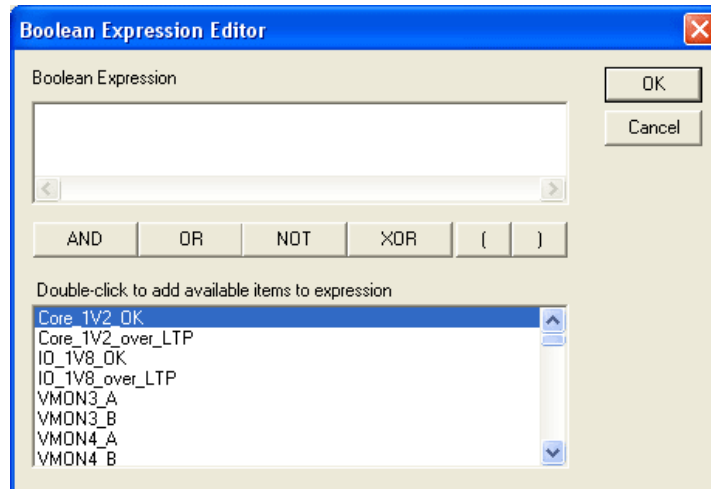 Boolean Expression Editor
Boolean Expression
OK
Cancel
AND OR NOT XOR ( )
Double-click to add available items to expression
Core_1V2_OK
Core_1V2_over_LTP
IO_1V8_OK
IO_1V8_over_LTP
VMON3_A
VMON3_B
VMON4_A
VMON4_B